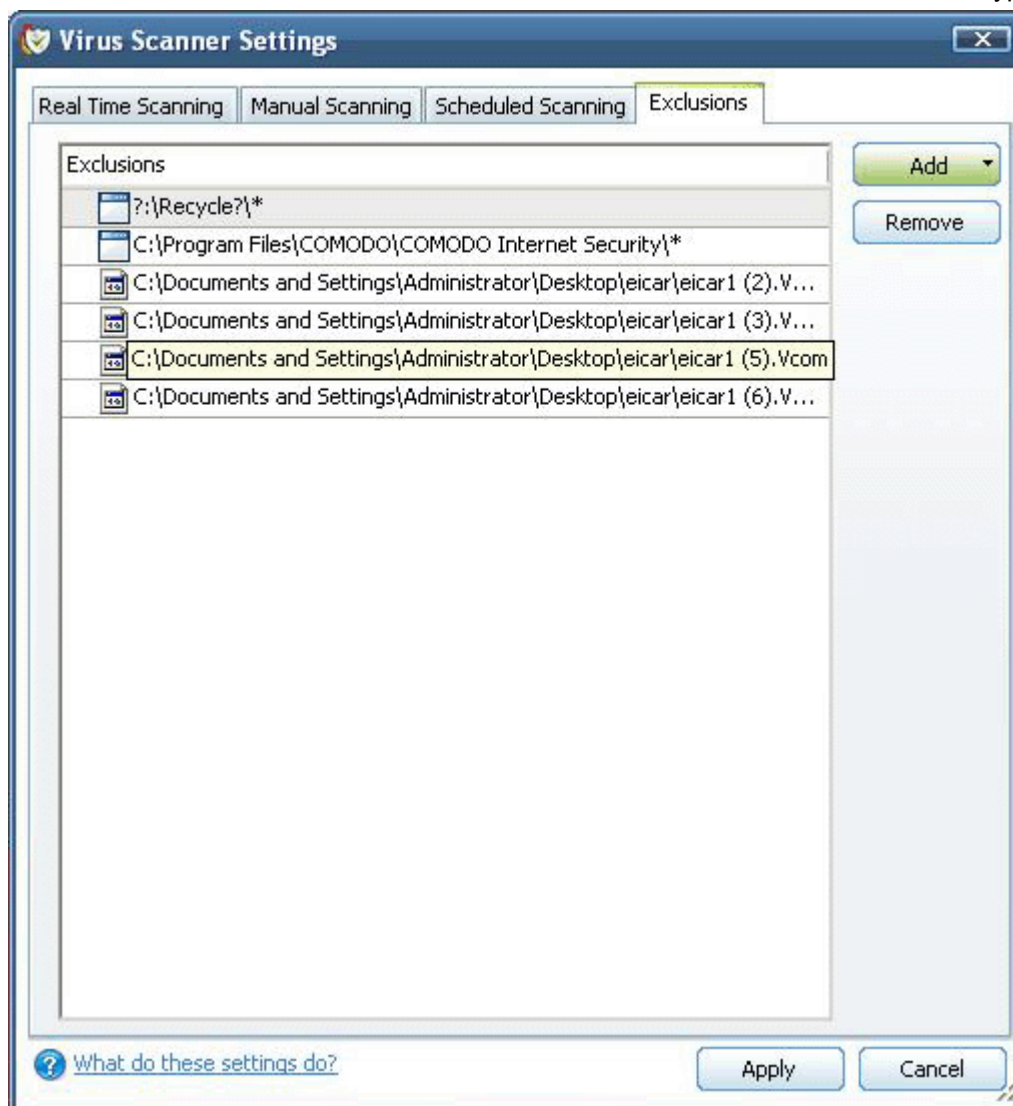 Virus Scanner Settings
Real Time Scanning Manual Scanning Scheduled Scanning Exclusions
Exclusions
Add
?:\Recycle?\*
Remove
C:\Program Files\COMODO\COMODO Internet Security\*
C:\Documents and Settings\Administrator\Desktop\eicar\eicar1 (2).V...
C:\Documents and Settings\Administrator\Desktop\eicar\eicar1 (3).V...
C:\Documents and Settings\Administrator\Desktop\eicar\eicar1 (5).Vcom
C:\Documents and Settings\Administrator\Desktop\eicar\eicar1 (6).V...
What do these settings do?
Apply Cancel